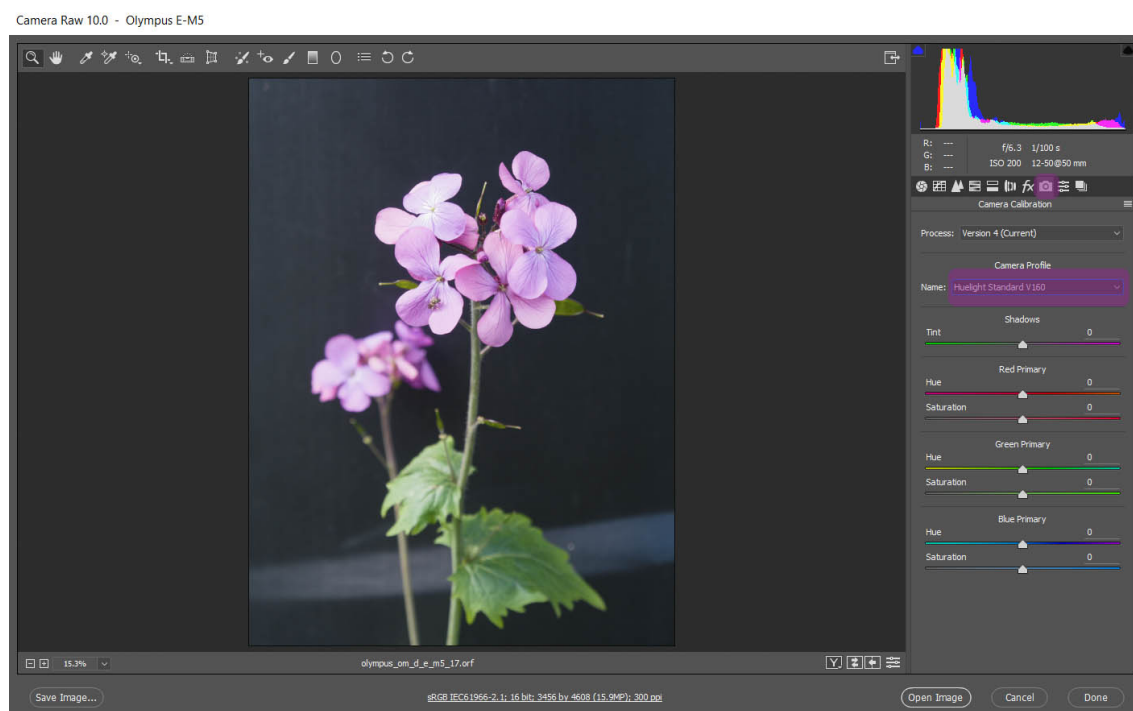 Camera Raw 10.0 - Olympus E-M5
R: ---
G: ---
B: ---
f/6.3 1/100 s
ISO 200 12-50@50 mm
fx
Camera Calibration
Process: Version 4 (Current)
Camera Profile
Name: Huelight Standard V160
Shadows
Tint 0
Red Primary
Hue 0
Saturation 0
Green Primary
Hue 0
Saturation 0
Blue Primary
Hue 0
Saturation 0
15.3%
olympus_om_d_e_m5_17.orf
Y
Save Image...
sRGB IEC61966-2.1; 16 bit; 3456 by 4608 (15.9MP); 300 ppi
Open Image
Cancel
Done